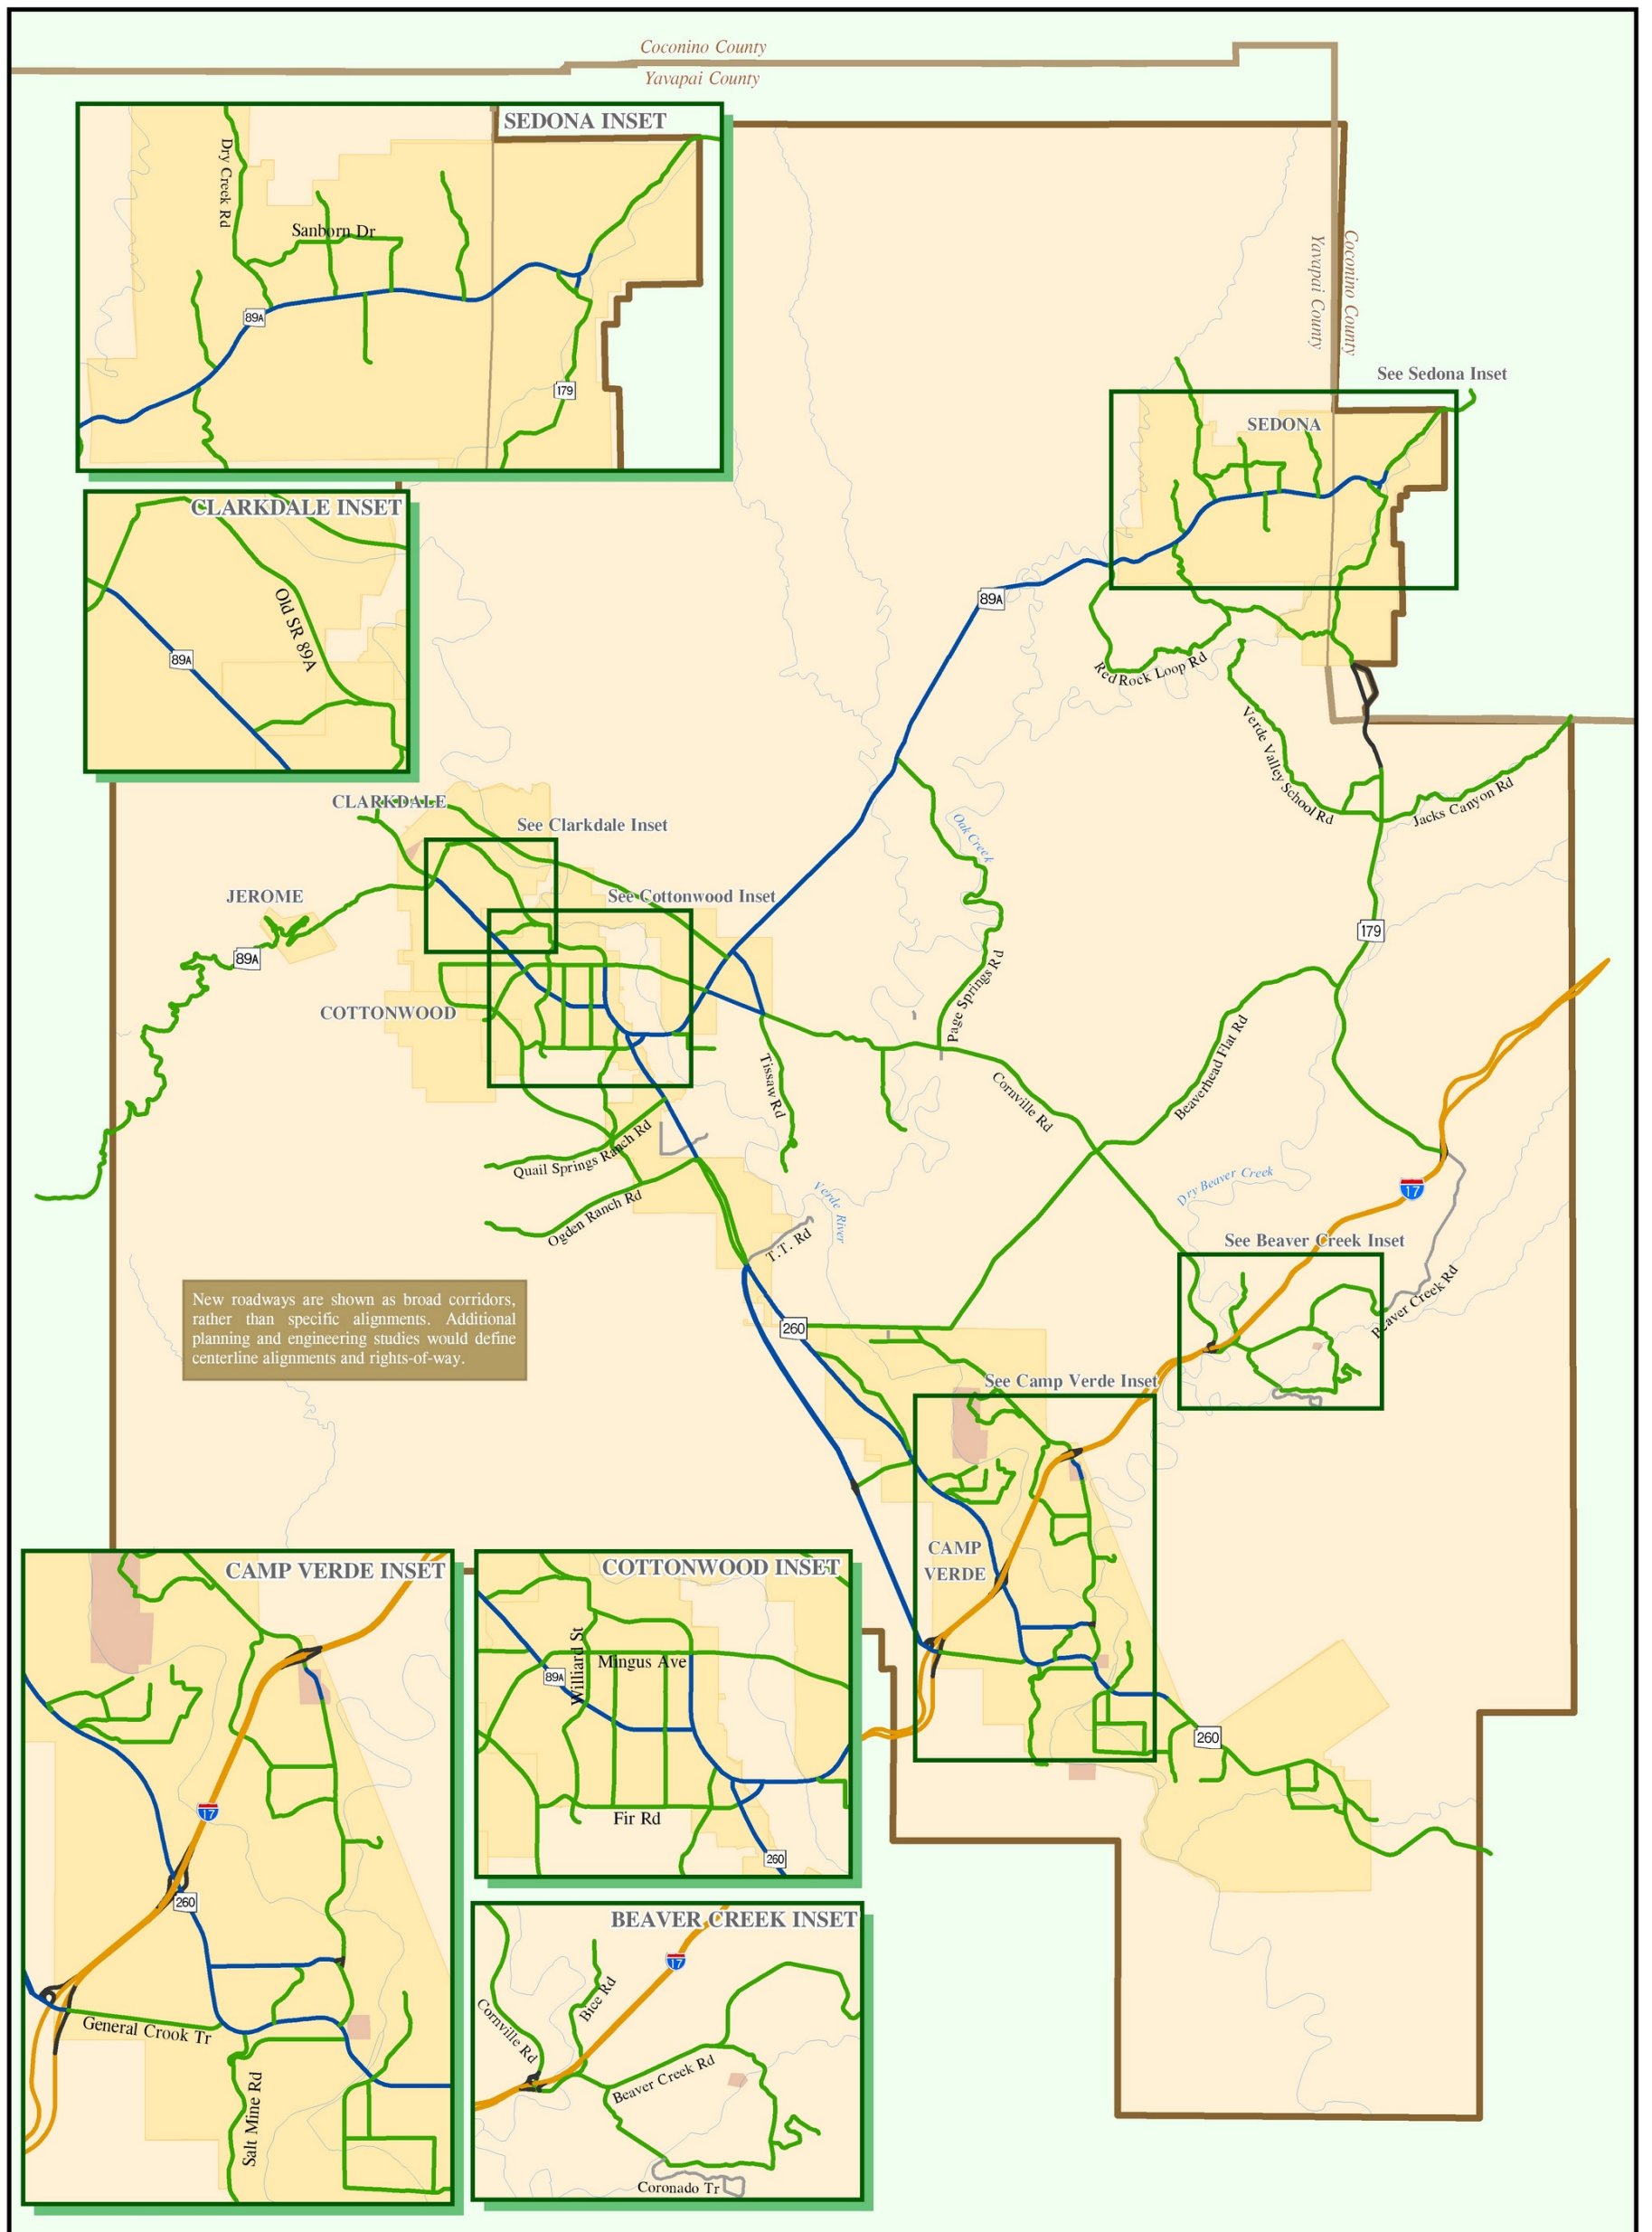 Coconino County
Yavapai County
SEDONA INSET
Dry Creek Rd
Sanborn Dr
89A
179
Yavapai County
Coconino County
See Sedona Inset
SEDONA
CLARKDALE INSET
Old SR 89A
89A
89A
Red Rock Loop Rd
Verde Valley School Rd
Jacks Canyon Rd
CLARKDALE
See Clarkdale Inset
Oak Creek
JEROME
See Cottonwood Inset
89A
179
COTTONWOOD
Page Springs Rd
Tissaw Rd
Cornville Rd
Beaverhead Flat Rd
Quail Springs Ranch Rd
Ogden Ranch Rd
Verde River
Dry Beaver Creek
17
T.T. Rd
See Beaver Creek Inset
Beaver Creek Rd
New roadways are shown as broad corridors,
rather than specific alignments. Additional
planning and engineering studies would define
centerline alignments and rights-of-way.
260
See Camp Verde Inset
CAMP
VERDE
260
CAMP VERDE INSET
17
260
General Crook Tr
Salt Mine Rd
COTTONWOOD INSET
Williard St
Mingus Ave
89A
Fir Rd
260
BEAVER CREEK INSET
17
Cornville Rd
Bice Rd
Beaver Creek Rd
Coronado Tr